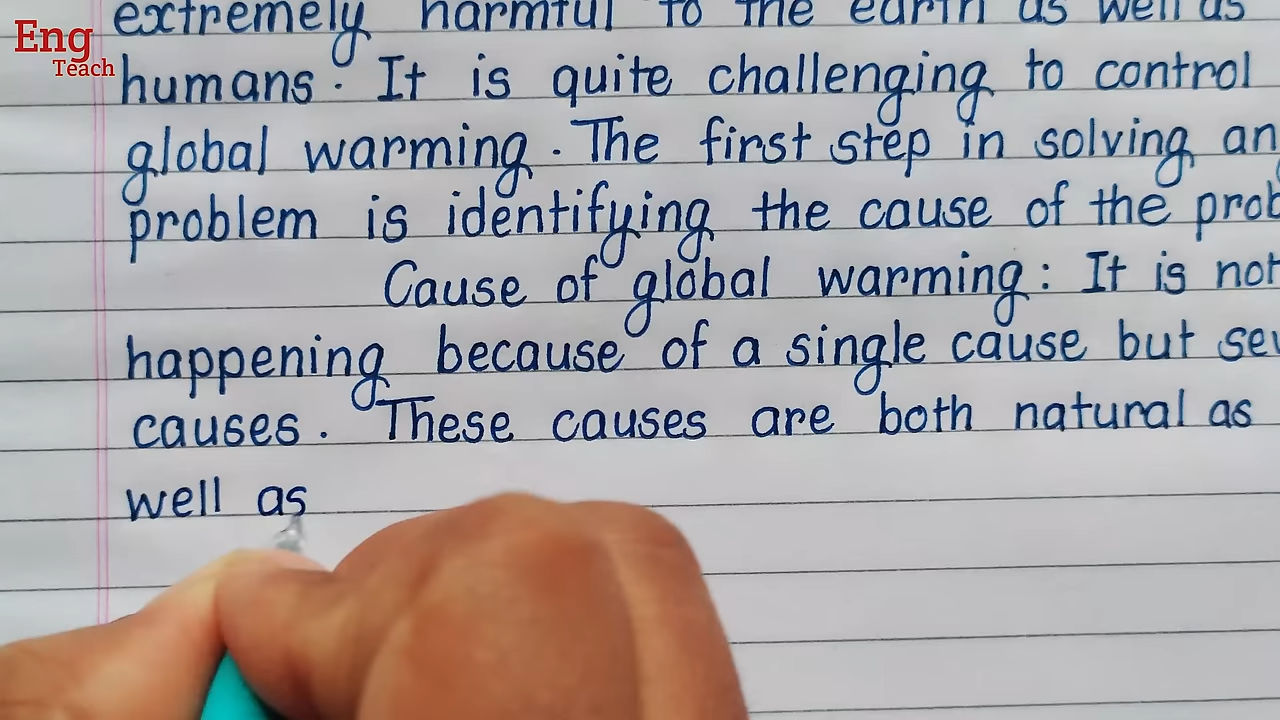 Eng
Teach
extremely harmful to the earth as well as
humans. It is quite challenging to control
global warming. The first step in solving an
problem is identifying the cause of the prob
Cause of global warming: It is not
happening because of a single cause but sev
causes. These causes are both natural as
well as